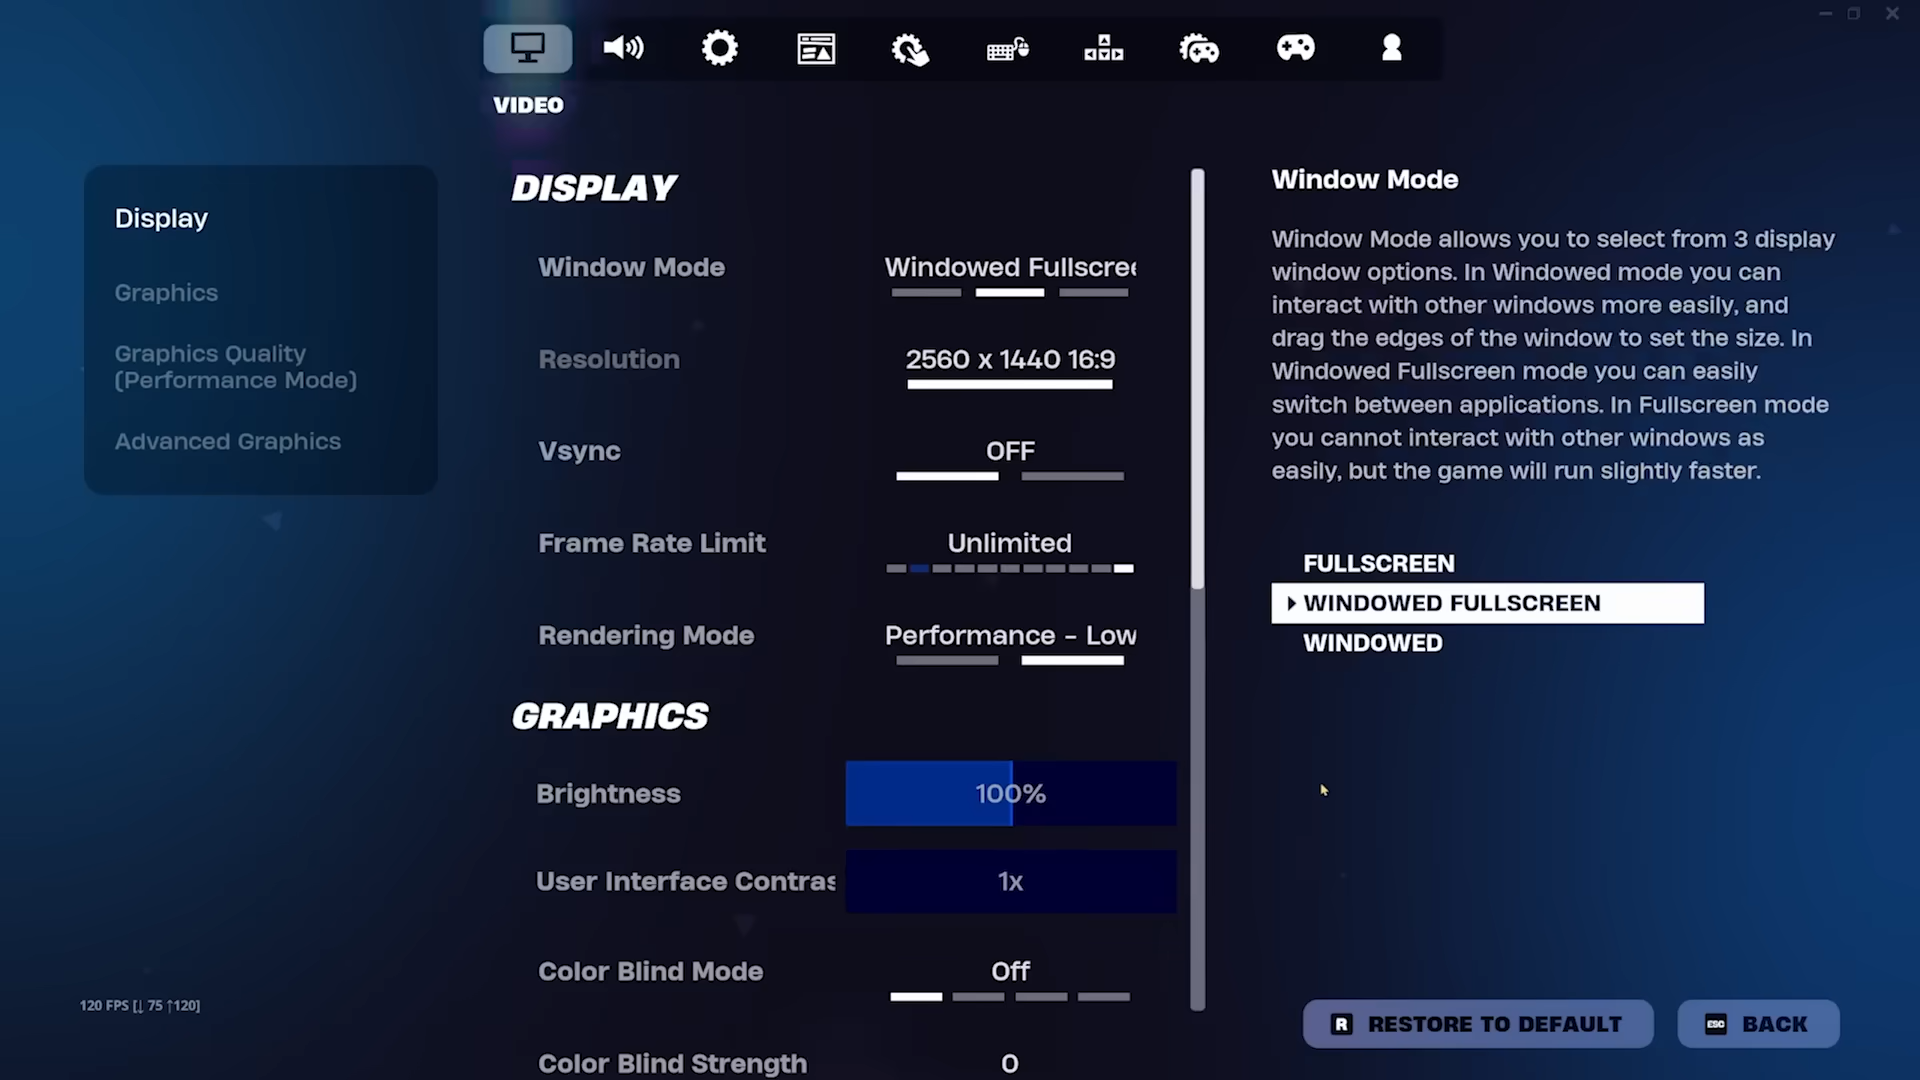 VIDEO
Display
Graphics
Graphics Quality
(Performance Mode)
Advanced Graphics
DISPLAY
Window Mode
Windowed Fullscree
Resolution
2560 x 1440 16:9
Vsync
OFF
Frame Rate Limit
Unlimited
Rendering Mode
Performance - Low
GRAPHICS
Brightness
100%
User Interface Contras
1x
Color Blind Mode
Off
Color Blind Strength
0
Window Mode
Window Mode allows you to select from 3 display
window options. In Windowed mode you can
interact with other windows more easily, and
drag the edges of the window to set the size. In
Windowed Fullscreen mode you can easily
switch between applications. In Fullscreen mode
you cannot interact with other windows as
easily, but the game will run slightly faster.
FULLSCREEN
WINDOWED FULLSCREEN
WINDOWED
120 FPS [↓ 75 ↑120]
R RESTORE TO DEFAULT
ESC BACK